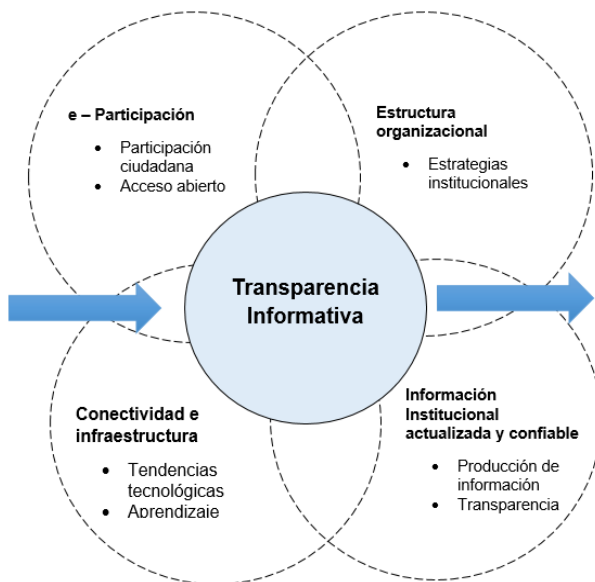 e – Participación
• Participación
ciudadana
• Acceso abierto
Estructura
organizacional
• Estrategias
institucionales
Transparencia
Informativa
Conectividad e
infraestructura
• Tendencias
tecnológicas
• Aprendizaje
Información
Institucional
actualizada y confiable
• Producción de
información
• Transparencia